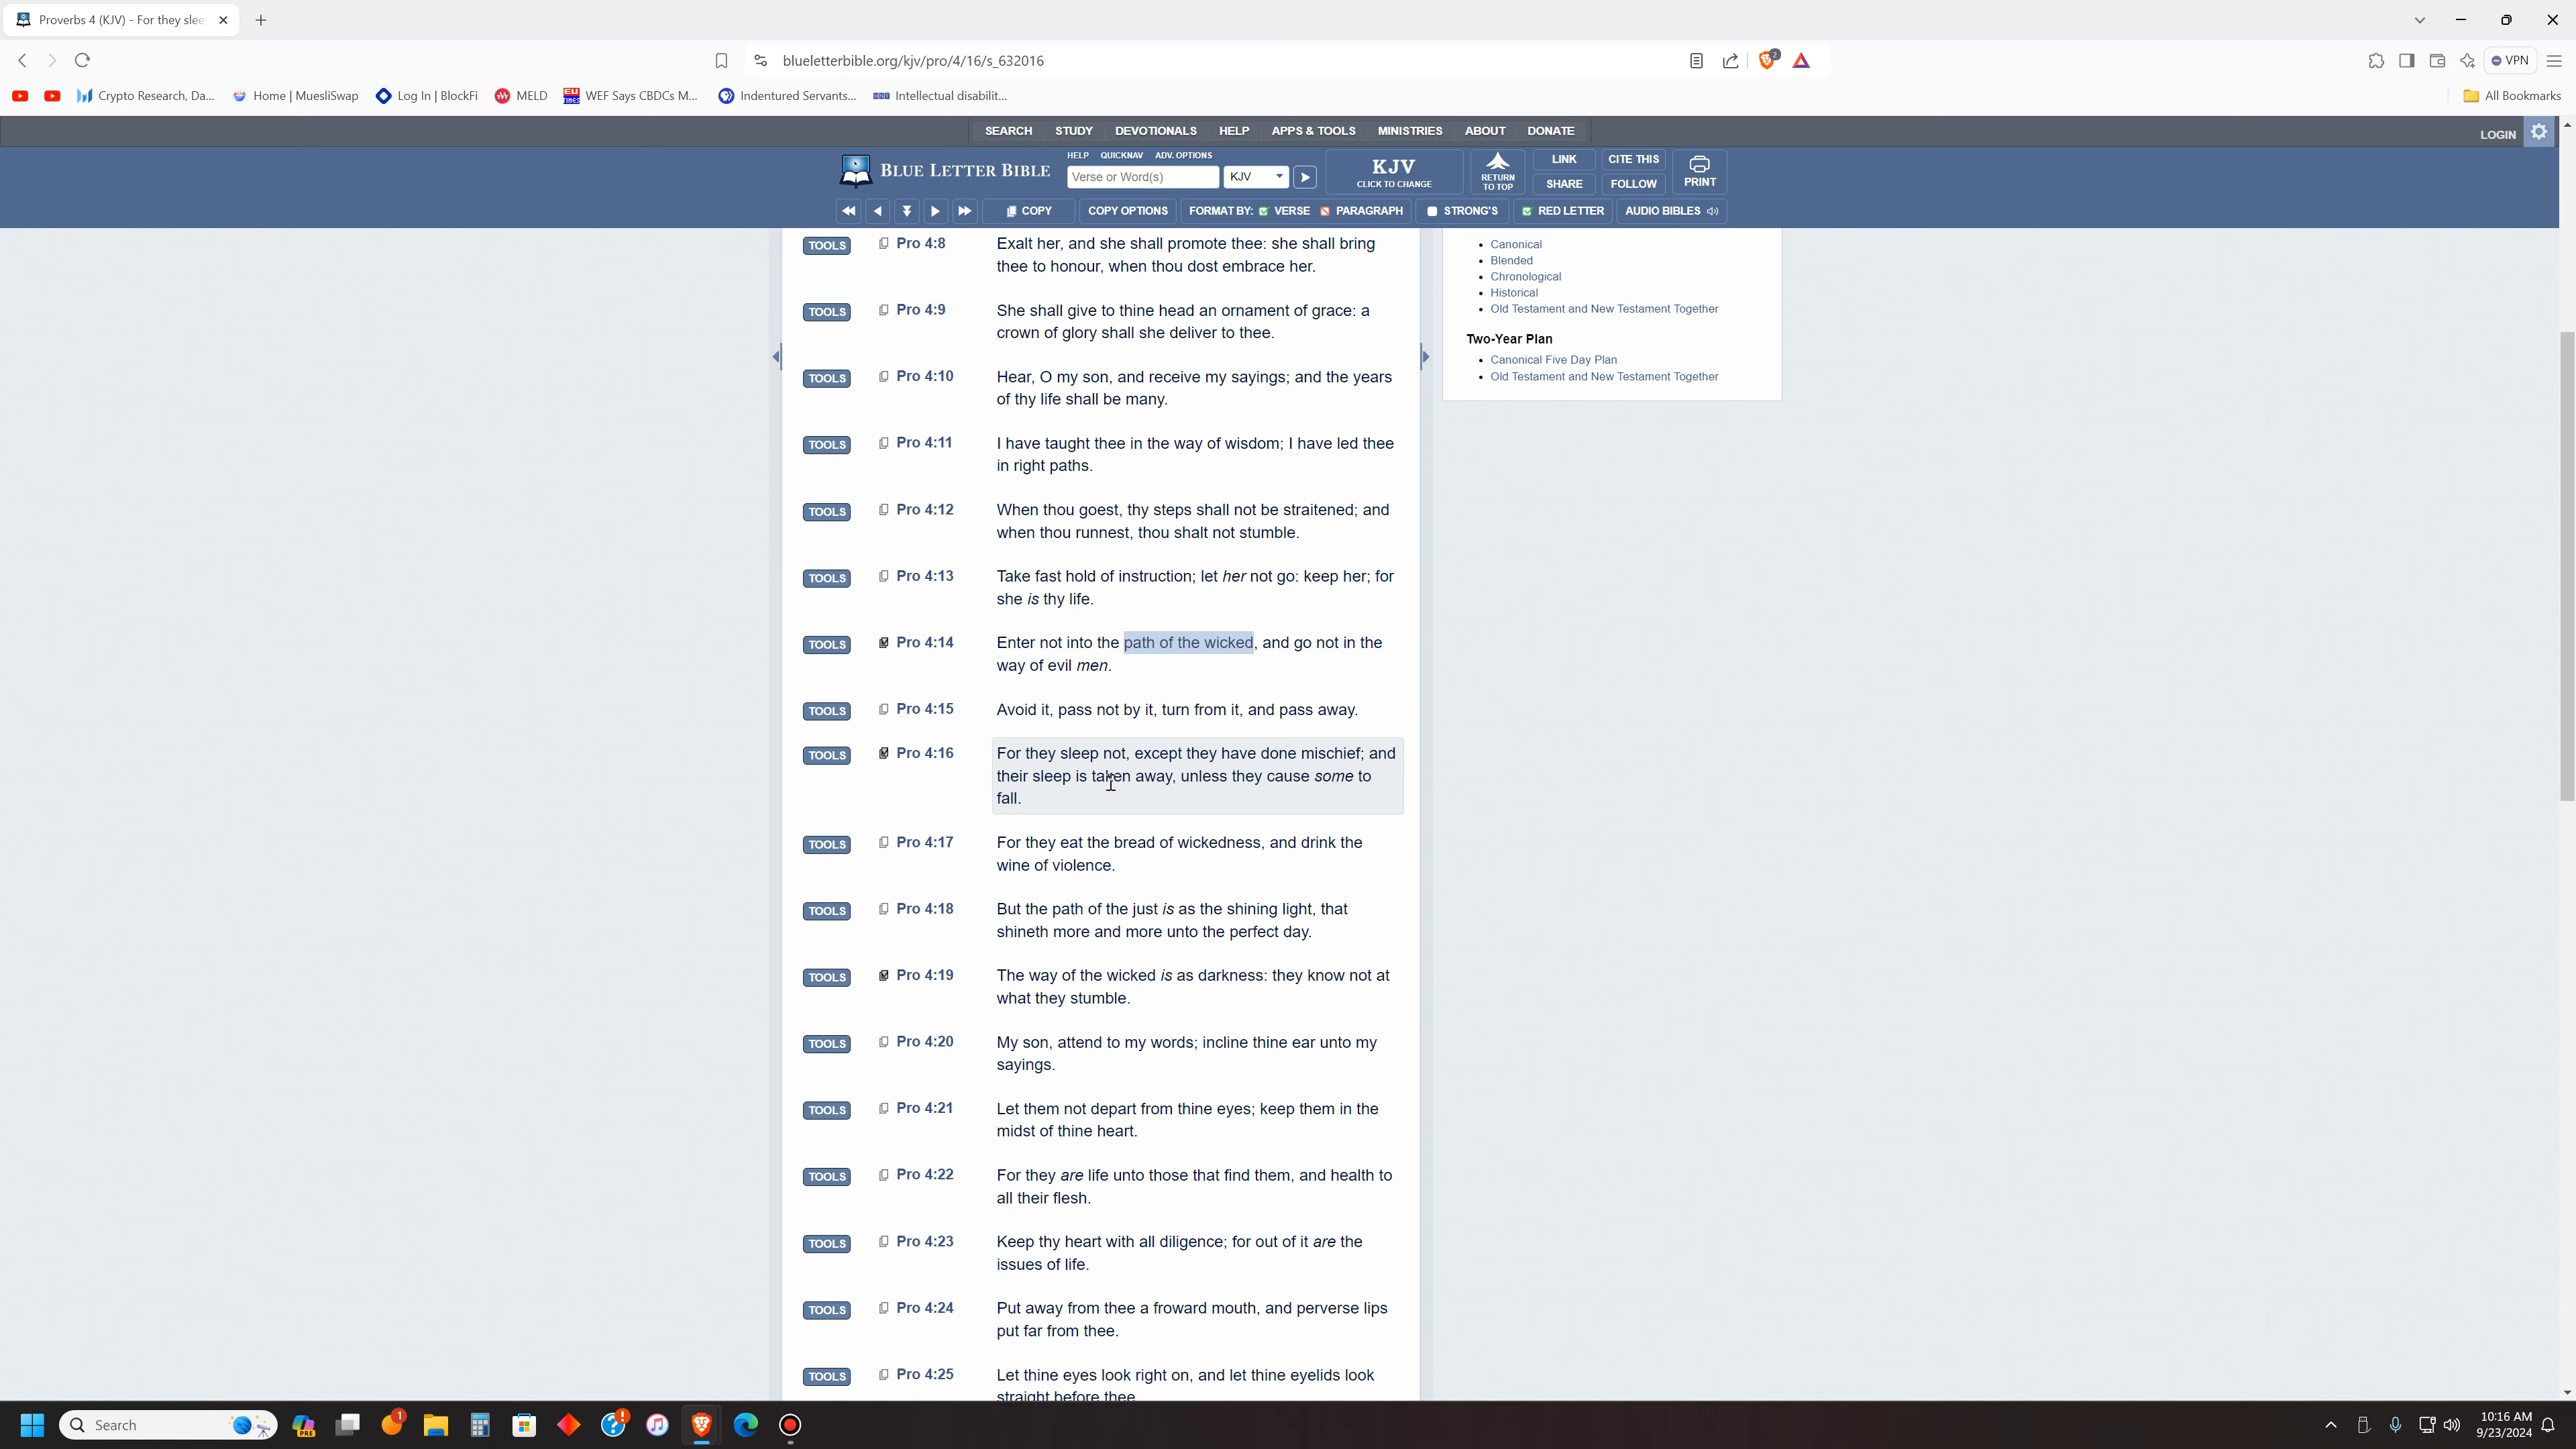 Proverbs 4 (KJV) - For they slee
blueletterbible.org/kjv/pro/4/16/s_632016
2
VPN
Crypto Research, Da...
Home | MuesliSwap
Log In | BlockFi
MELD
WEF Says CBDCs M...
Indentured Servants...
Intellectual disabilit...
All Bookmarks
SEARCH STUDY DEVOTIONALS HELP APPS & TOOLS MINISTRIES ABOUT DONATE
LOGIN
BLUE LETTER BIBLE
HELP QUICKNAV ADV. OPTIONS
Verse or Word(s)
KJV
KJV
CLICK TO CHANGE
RETURN
TO TOP
LINK
CITE THIS
SHARE
FOLLOW
PRINT
COPY
COPY OPTIONS
FORMAT BY: VERSE PARAGRAPH
STRONG'S
RED LETTER
AUDIO BIBLES
TOOLS Pro 4:8 Exalt her, and she shall promote thee: she shall bring
thee to honour, when thou dost embrace her.
TOOLS Pro 4:9 She shall give to thine head an ornament of grace: a
crown of glory shall she deliver to thee.
TOOLS Pro 4:10 Hear, O my son, and receive my sayings; and the years
of thy life shall be many.
TOOLS Pro 4:11 I have taught thee in the way of wisdom; I have led thee
in right paths.
TOOLS Pro 4:12 When thou goest, thy steps shall not be straitened; and
when thou runnest, thou shalt not stumble.
TOOLS Pro 4:13 Take fast hold of instruction; let her not go: keep her; for
she is thy life.
TOOLS Pro 4:14 Enter not into the path of the wicked, and go not in the
way of evil men.
TOOLS Pro 4:15 Avoid it, pass not by it, turn from it, and pass away.
TOOLS Pro 4:16 For they sleep not, except they have done mischief; and
their sleep is taken away, unless they cause some to
fall.
TOOLS Pro 4:17 For they eat the bread of wickedness, and drink the
wine of violence.
TOOLS Pro 4:18 But the path of the just is as the shining light, that
shineth more and more unto the perfect day.
TOOLS Pro 4:19 The way of the wicked is as darkness: they know not at
what they stumble.
TOOLS Pro 4:20 My son, attend to my words; incline thine ear unto my
sayings.
TOOLS Pro 4:21 Let them not depart from thine eyes; keep them in the
midst of thine heart.
TOOLS Pro 4:22 For they are life unto those that find them, and health to
all their flesh.
TOOLS Pro 4:23 Keep thy heart with all diligence; for out of it are the
issues of life.
TOOLS Pro 4:24 Put away from thee a froward mouth, and perverse lips
put far from thee.
TOOLS Pro 4:25 Let thine eyes look right on, and let thine eyelids look
straight before thee
Canonical
Blended
Chronological
Historical
Old Testament and New Testament Together
Two-Year Plan
Canonical Five Day Plan
Old Testament and New Testament Together
Search
PRE
1
10:16 AM
9/23/2024